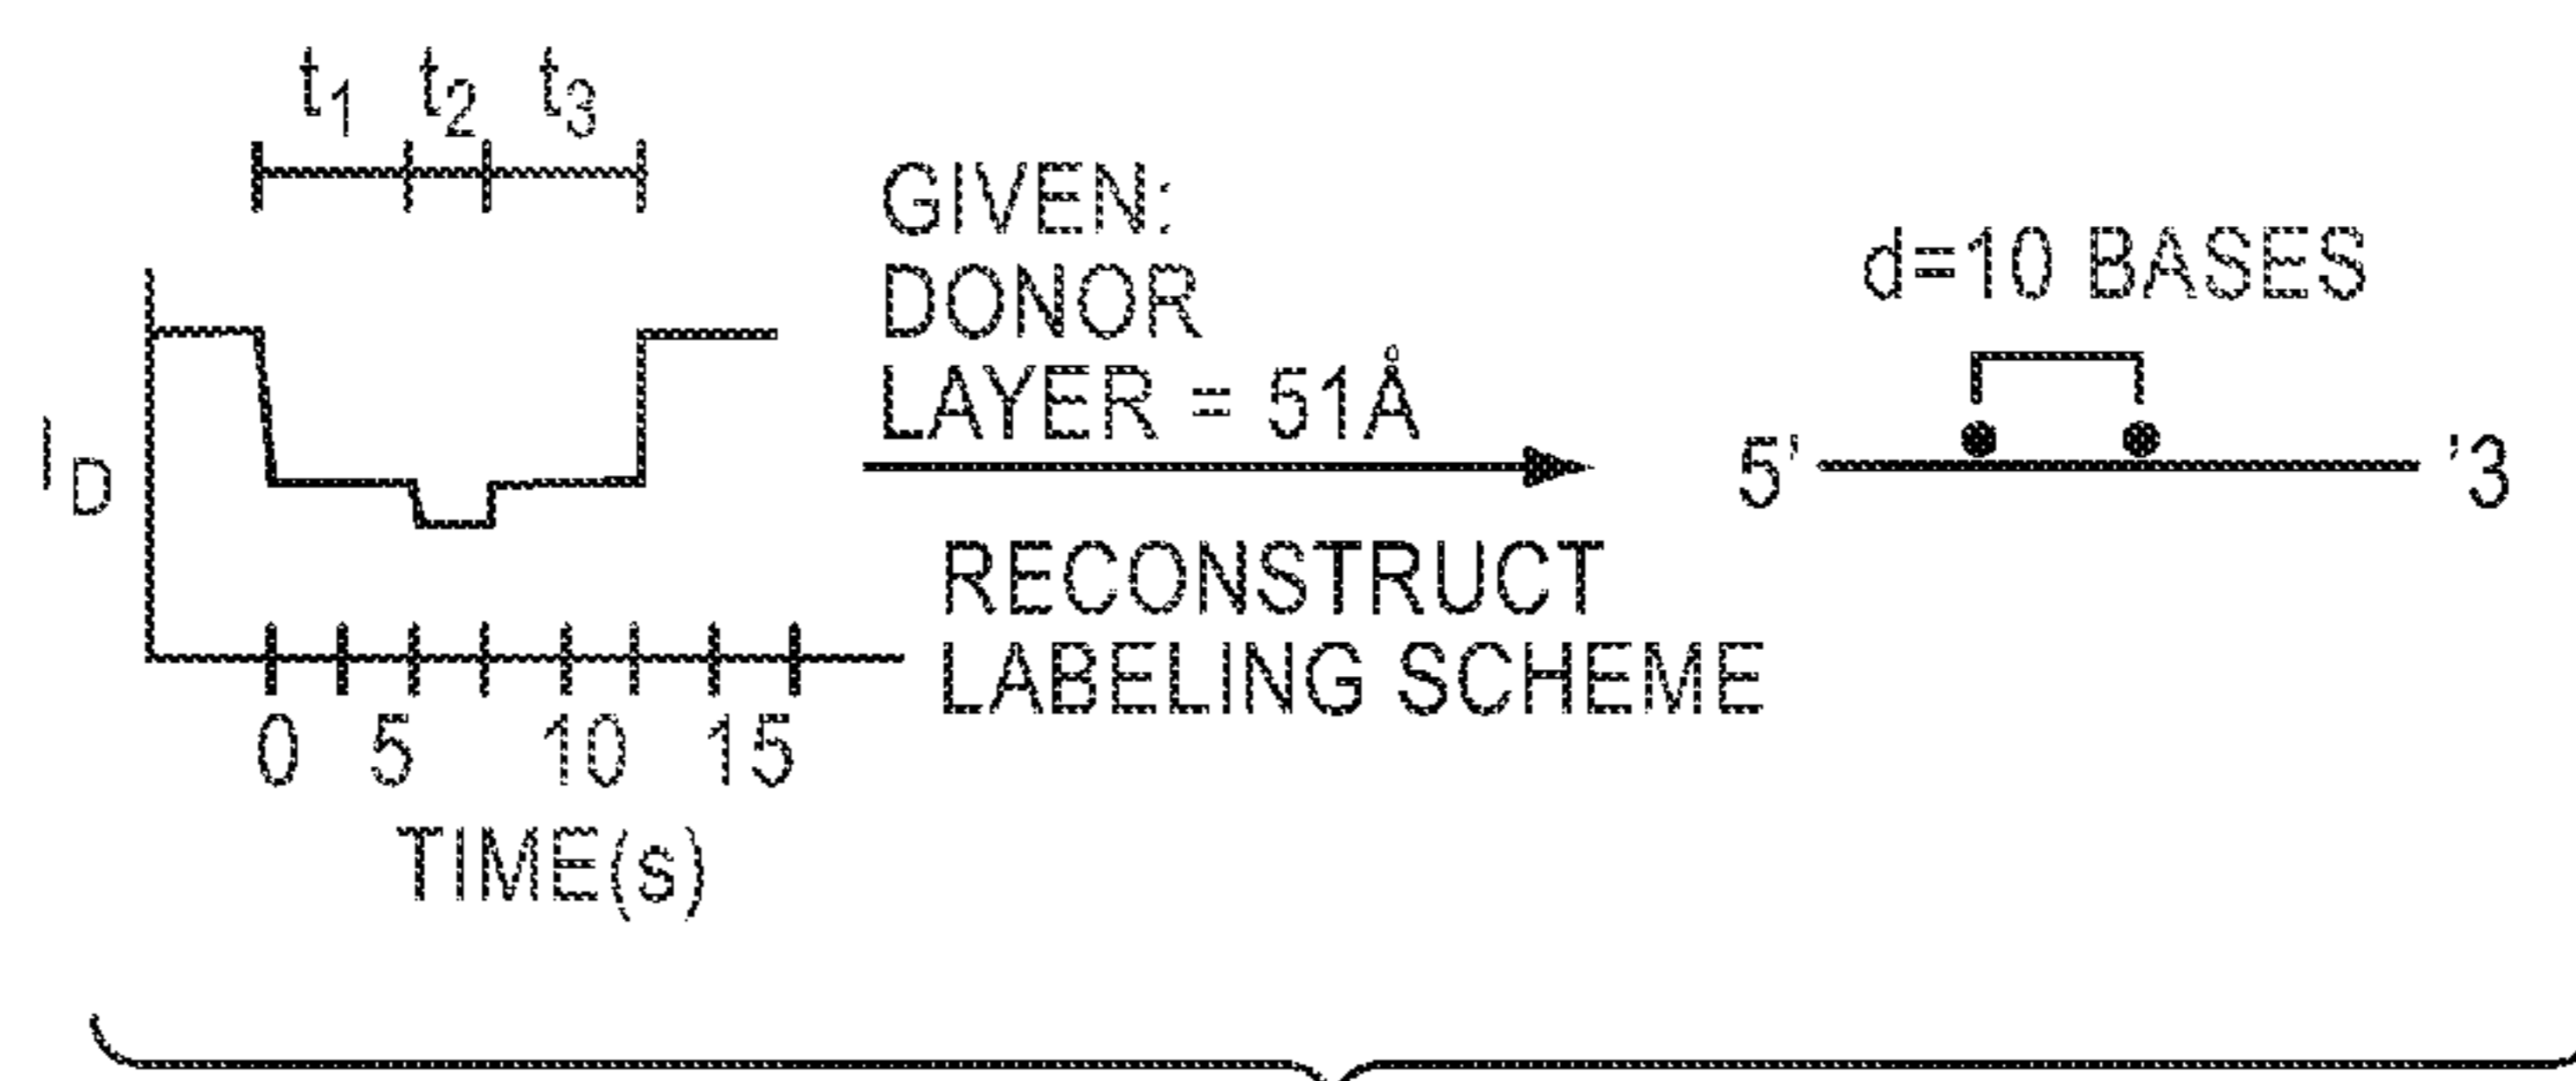 t1 t2 t3
GIVEN:
DONOR
LAYER = 51Å
d=10 BASES
ID
5' '3
RECONSTRUCT
LABELING SCHEME
0 5 10 15
TIME(s)